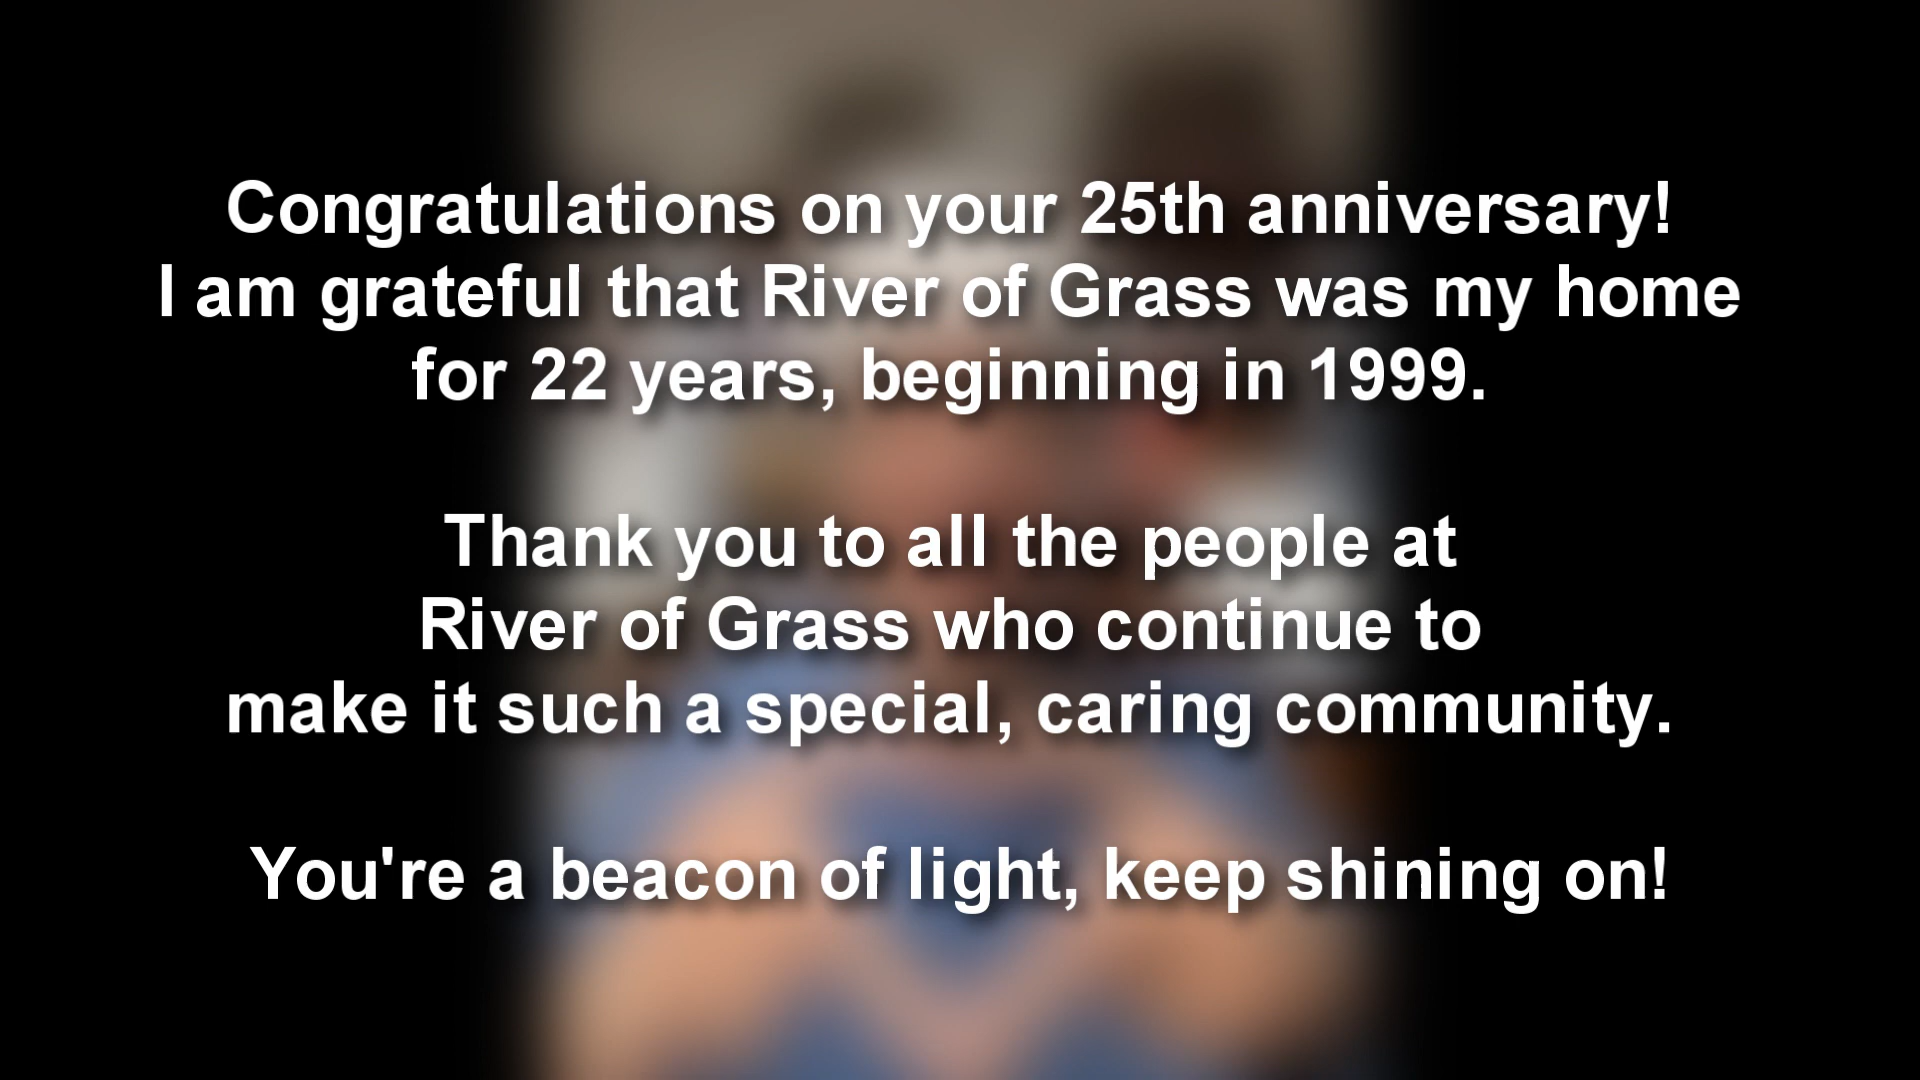 Congratulations on your 25th anniversary!
I am grateful that River of Grass was my home
for 22 years, beginning in 1999.
Thank you to all the people at
River of Grass who continue to
make it such a special, caring community.
You're a beacon of light, keep shining on!